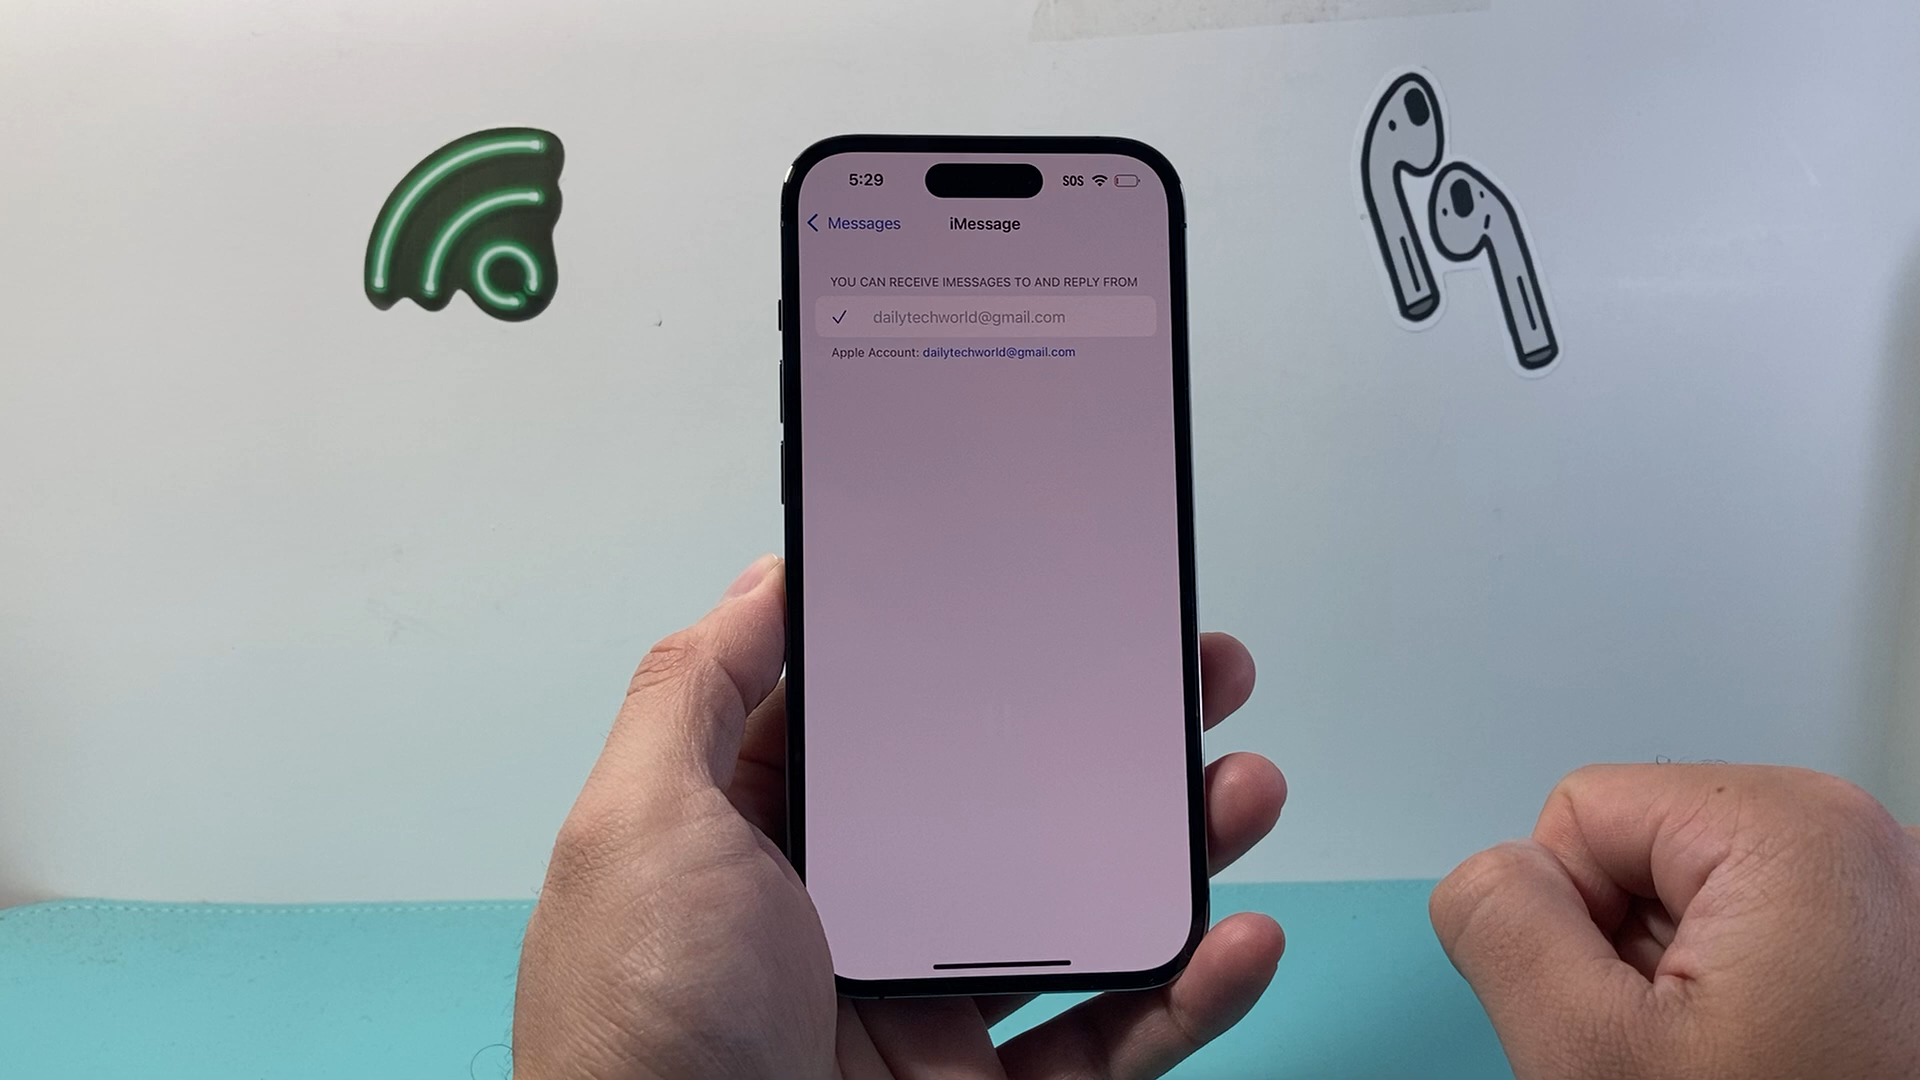 5:29 SOS
Messages iMessage
YOU CAN RECEIVE IMESSAGES TO AND REPLY FROM
dailytechworld@gmail.com
Apple Account: dailytechworld@gmail.com